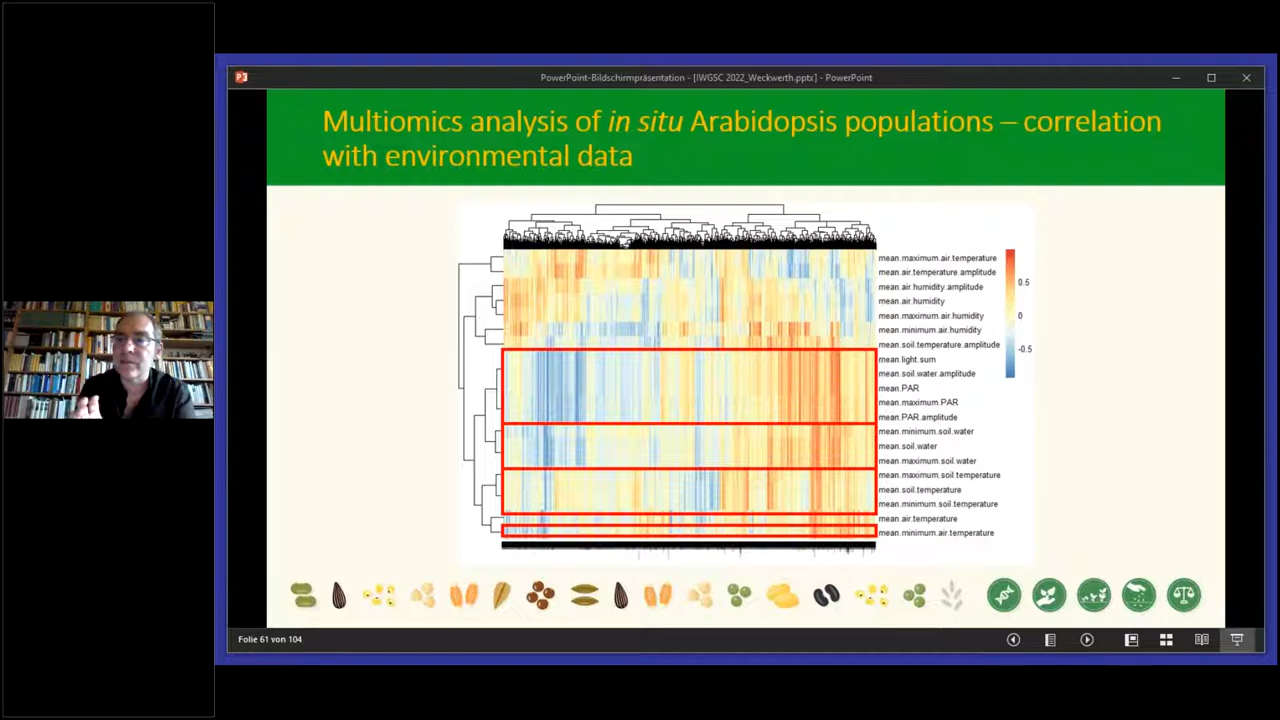 PowerPoint-Bildschirmpräsentation - [IWGSC 2022_Weckwerth.pptx] - PowerPoint
Multiomics analysis of in situ Arabidopsis populations – correlation
with environmental data
mean.maximum.air.temperature
mean.air.temperature.amplitude
mean.air.humidity.amplitude
mean.air.humidity
mean.maximum.air.humidity
mean.minimum.air.humidity
mean.soil.temperature.amplitude
mean.light.sum
mean.soil.water.amplitude
mean.PAR
mean.maximum.PAR
mean.PAR.amplitude
mean.minimum.soil.water
mean.soil.water
mean.maximum.soil.water
mean.maximum.soil.temperature
mean.soil.temperature
mean.minimum.soil.temperature
mean.air.temperature
mean.minimum.air.temperature
0.5
0
-0.5
Folie 61 von 104